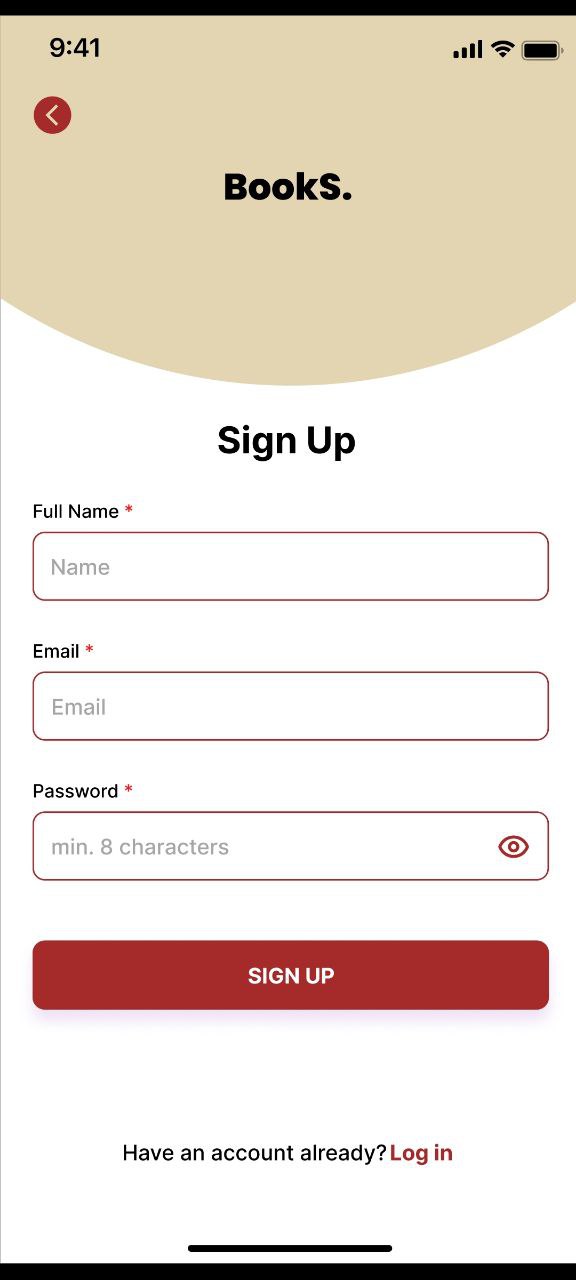 9:41
BookS.
Sign Up
Full Name *
Name
Email *
Email
Password *
min. 8 characters
SIGN UP
Have an account already? Log in